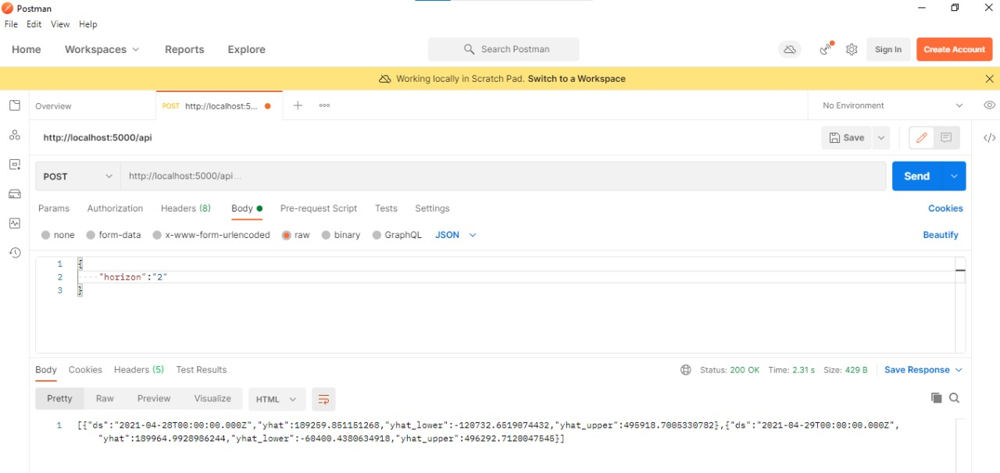 Postman
File Edit View Help
Home Workspaces Reports Explore Search Postman Sign In Create Account
Working locally in Scratch Pad. Switch to a Workspace
Overview POST http://localhost:5... No Environment
http://localhost:5000/api Save
POST http://localhost:5000/api... Send
Params Authorization Headers (8) Body Pre-request Script Tests Settings Cookies
none form-data x-www-form-urlencoded raw binary GraphQL JSON Beautify
1 {
2 ····"horizon":"2"
3 }
Body Cookies Headers (5) Test Results Status: 200 OK Time: 2.31 s Size: 429 B Save Response
Pretty Raw Preview Visualize HTML
1 [{"ds":"2021-04-28T00:00:00.000Z","yhat":189259.851151268,"yhat_lower":-120732.6519074432,"yhat_upper":495918.7005330782},{"ds":"2021-04-29T00:00:00.000Z",
"yhat":189964.9928986244,"yhat_lower":-60400.4380634918,"yhat_upper":496292.7120047545}]